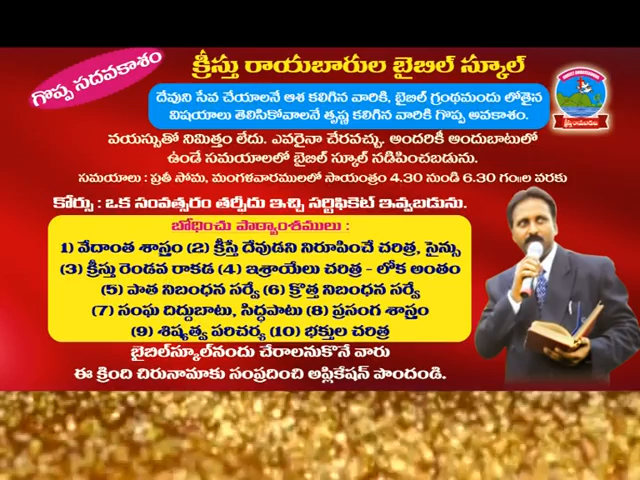 గొప్ప సదవకాశం
క్రీస్తు రాయబారుల బైబిల్ స్కూల్
దేవుని సేవ చేయాలనే ఆశ కలిగిన వారికి, బైబిల్ గ్రంథమందు లోతైన
విషయాలు తెలిసికోవాలనే తృష్ణ కలిగిన వారికి గొప్ప అవకాశం.
వయస్సుతో నిమిత్తం లేదు. ఎవరైనా చేరవచ్చు. అందరికీ అందుబాటులో
ఉండే సమయాలలో బైబిల్ స్కూల్ నడిపించబడును.
సమయాలు : ప్రతీ సోమ, మంగళవారములలో సాయంత్రం 4.30 నుండి 6.30 గం॥ల వరకు
కోర్సు : ఒక సంవత్సరం తర్ఫీదు ఇచ్చి సర్టిఫికెట్ ఇవ్వబడును.
బోధించు పాఠ్యాంశములు :
1) వేదాంత శాస్త్రం (2) క్రీస్తే దేవుడని నిరూపించే చరిత్ర, సైన్సు
(3) క్రీస్తు రెండవ రాకడ (4) ఇశ్రాయేలు చరిత్ర - లోక అంతం
(5) పాత నిబంధన సర్వే (6) క్రొత్త నిబంధన సర్వే
(7) సంఘ దిద్దుబాటు, సిద్ధపాటు (8) ప్రసంగ శాస్త్రం
(9) శిష్యత్వ పరిచర్య (10) భక్తుల చరిత్ర
బైబిల్‌స్కూల్‌నందు చేరాలనుకొనే వారు
ఈ క్రింది చిరునామాకు సంప్రదించి అప్లికేషన్ పొందండి.
క్రీస్తు రాయబారులు